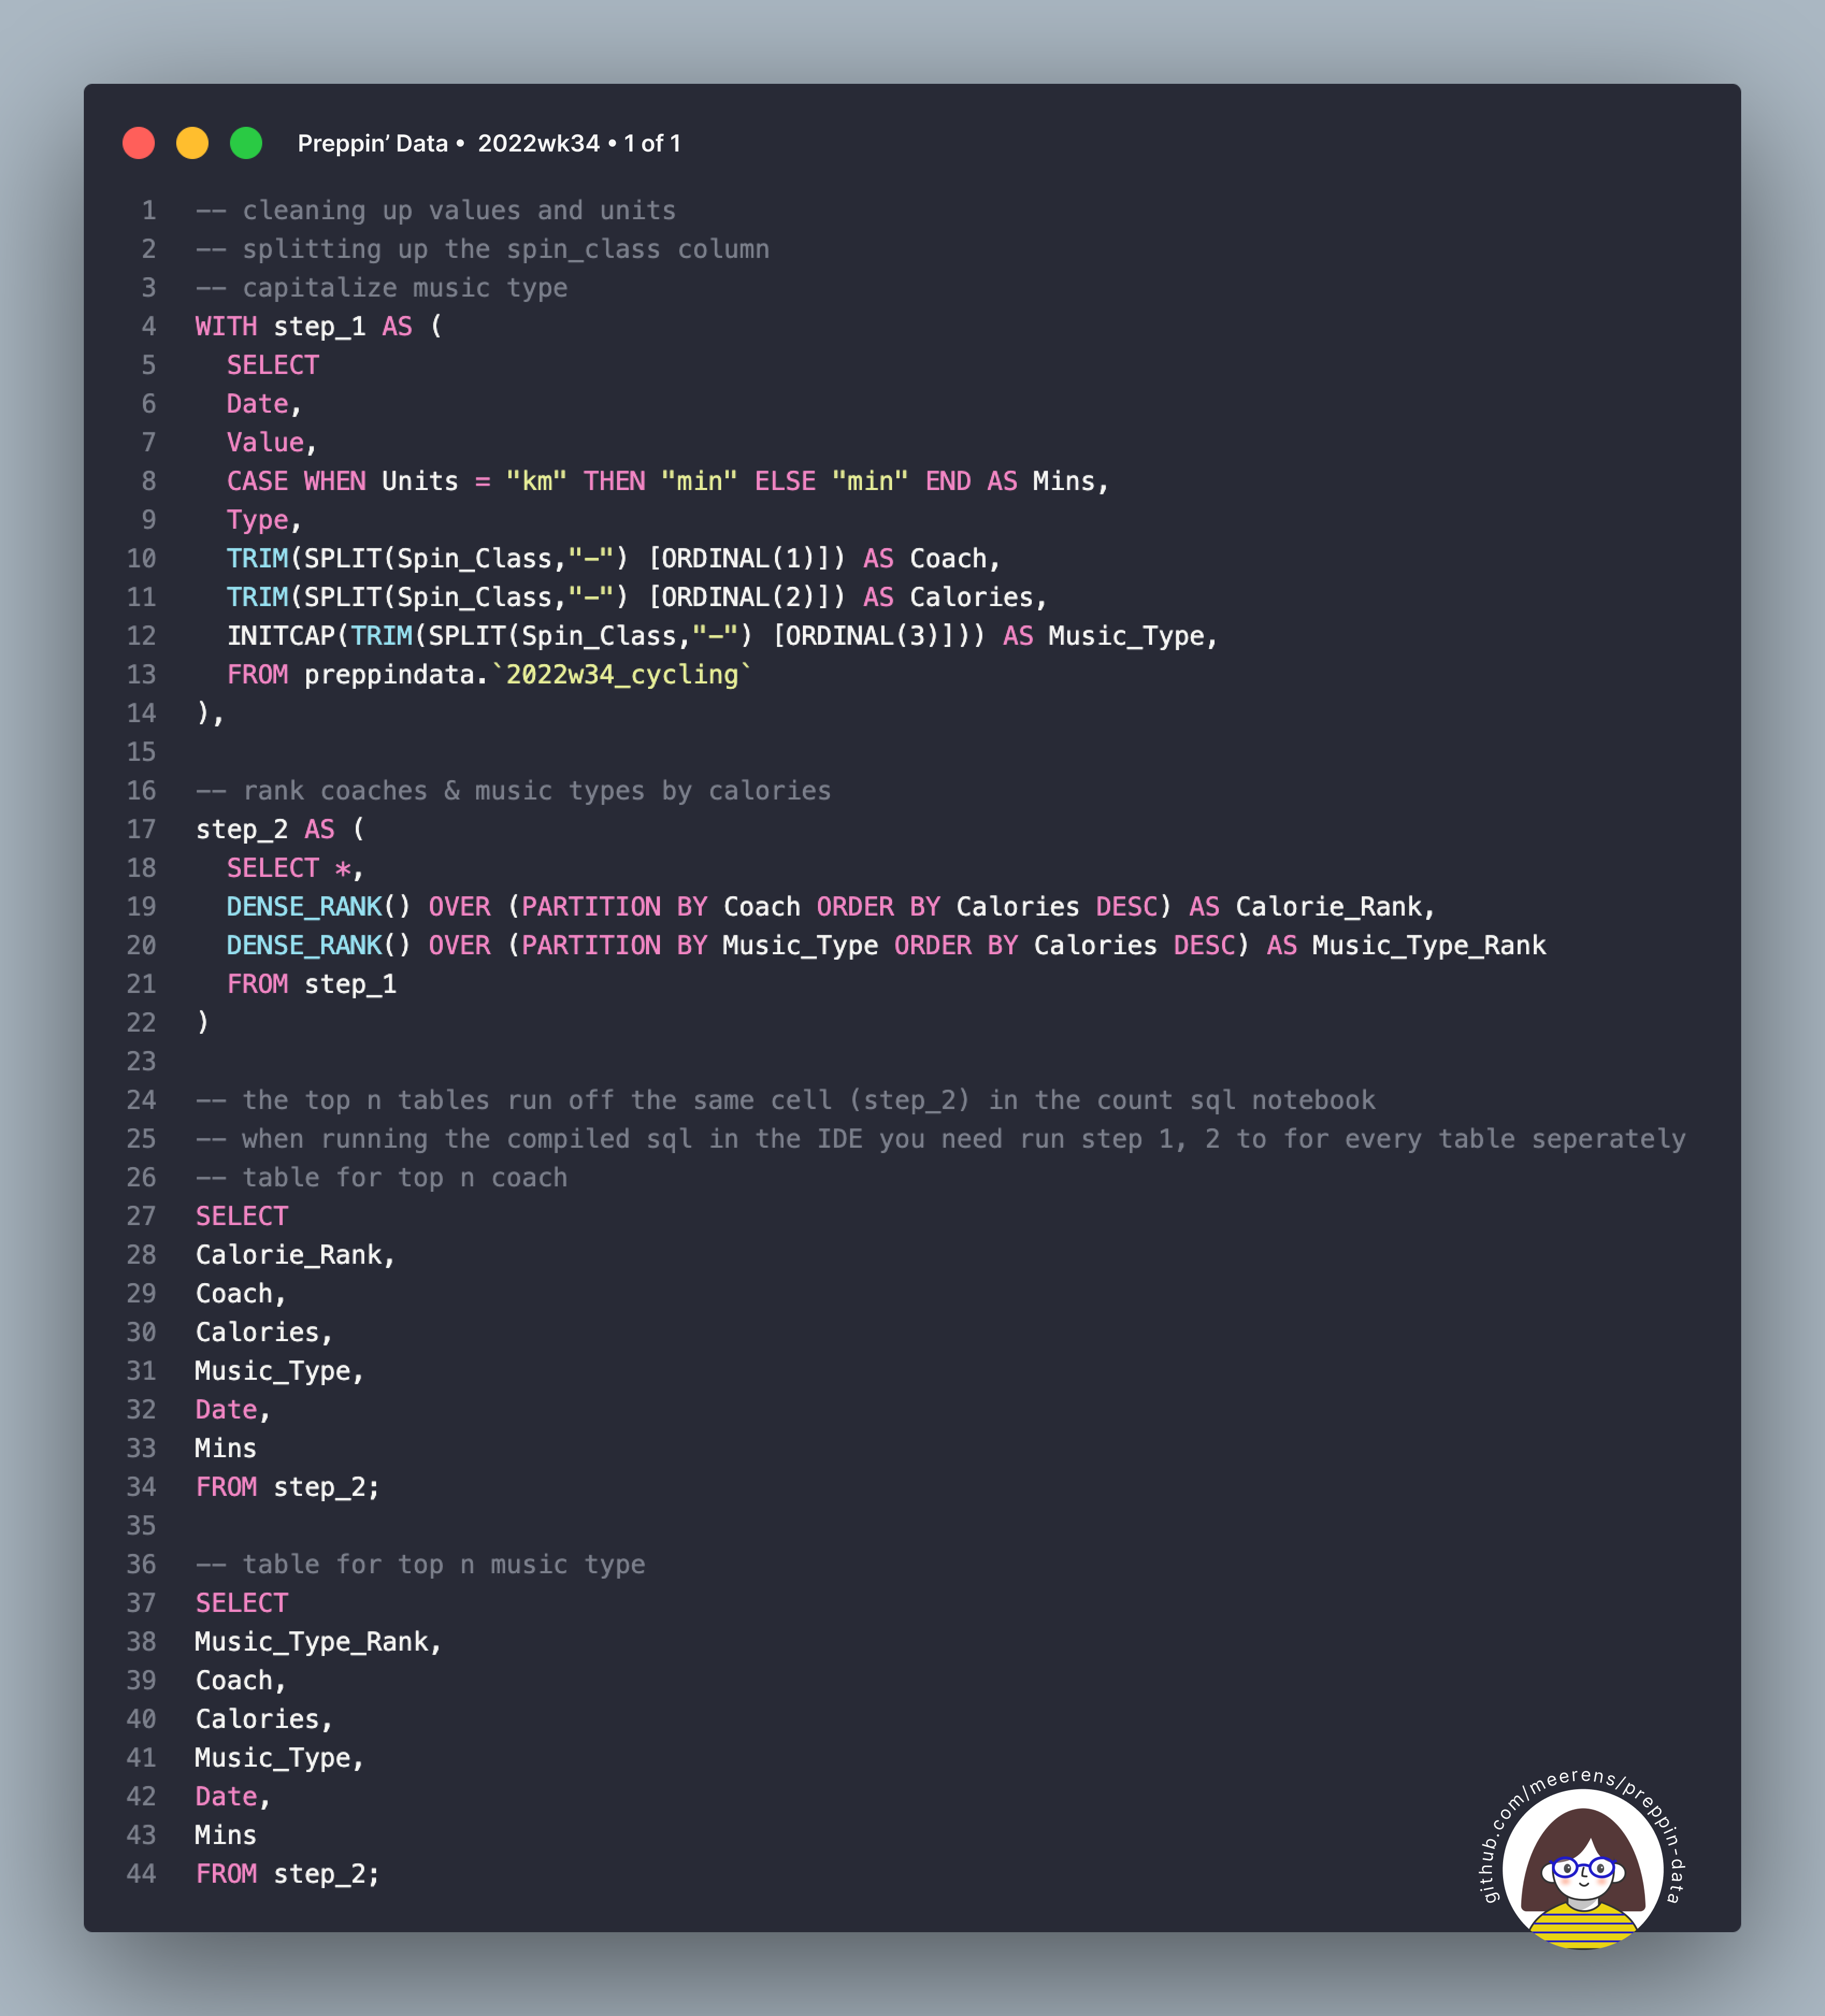 Preppin’ Data • 2022wk34 • 1 of 1
1 -- cleaning up values and units
2 -- splitting up the spin_class column
3 -- capitalize music type
4 WITH step_1 AS (
5 SELECT
6 Date,
7 Value,
8 CASE WHEN Units = "km" THEN "min" ELSE "min" END AS Mins,
9 Type,
10 TRIM(SPLIT(Spin_Class,"-") [ORDINAL(1)]) AS Coach,
11 TRIM(SPLIT(Spin_Class,"-") [ORDINAL(2)]) AS Calories,
12 INITCAP(TRIM(SPLIT(Spin_Class,"-") [ORDINAL(3)])) AS Music_Type,
13 FROM preppindata.`2022w34_cycling`
14 ),
15
16 -- rank coaches & music types by calories
17 step_2 AS (
18 SELECT *,
19 DENSE_RANK() OVER (PARTITION BY Coach ORDER BY Calories DESC) AS Calorie_Rank,
20 DENSE_RANK() OVER (PARTITION BY Music_Type ORDER BY Calories DESC) AS Music_Type_Rank
21 FROM step_1
22 )
23
24 -- the top n tables run off the same cell (step_2) in the count sql notebook
25 -- when running the compiled sql in the IDE you need run step 1, 2 to for every table seperately
26 -- table for top n coach
27 SELECT
28 Calorie_Rank,
29 Coach,
30 Calories,
31 Music_Type,
32 Date,
33 Mins
34 FROM step_2;
35
36 -- table for top n music type
37 SELECT
38 Music_Type_Rank,
39 Coach,
40 Calories,
41 Music_Type,
42 Date,
43 Mins
44 FROM step_2;
github.com/meerens/preppin-data